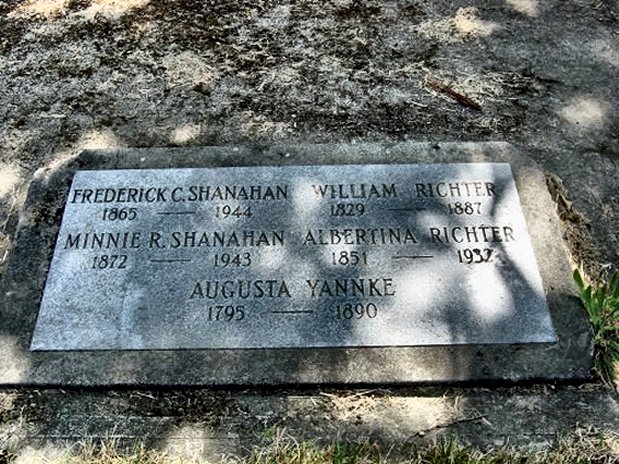 FREDERICK C. SHANAHAN WILLIAM RICHTER
1865 — 1944 1829 — 1887
MINNIE R. SHANAHAN ALBERTINA RICHTER
1872 — 1943 1851 — 1932
AUGUSTA YANNKE
1795 — 1890